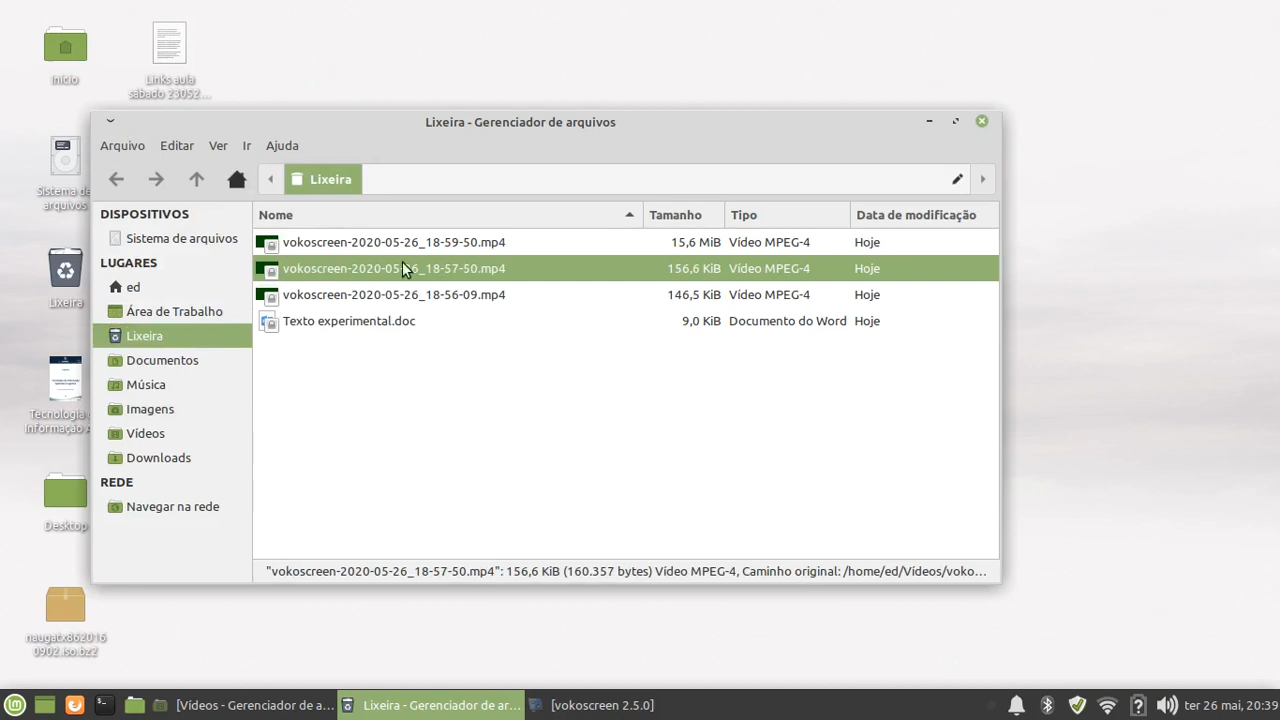 Início
Links aula
sábado 23052...
Lixeira - Gerenciador de arquivos
Arquivo Editar Ver Ir Ajuda
Sistema de
arquivos
Lixeira
DISPOSITIVOS
Sistema de arquivos
LUGARES
ed
Área de Trabalho
Lixeira
Documentos
Música
Imagens
Vídeos
Downloads
REDE
Navegar na rede
Nome Tamanho Tipo Data de modificação
vokoscreen-2020-05-26_18-59-50.mp4 15,6 MiB Vídeo MPEG-4 Hoje
vokoscreen-2020-05-26_18-57-50.mp4 156,6 KiB Vídeo MPEG-4 Hoje
vokoscreen-2020-05-26_18-56-09.mp4 146,5 KiB Vídeo MPEG-4 Hoje
Texto experimental.doc 9,0 KiB Documento do Word Hoje
"vokoscreen-2020-05-26_18-57-50.mp4": 156,6 KiB (160.357 bytes) Vídeo MPEG-4, Caminho original: /home/ed/Vídeos/voko...
Lixeira
Tecnologia
Informação
Desktop
naugatx862016
0902.iso.bz2
[Vídeos - Gerenciador de a...
Lixeira - Gerenciador de ar...
[vokoscreen 2.5.0]
ter 26 mai, 20:39